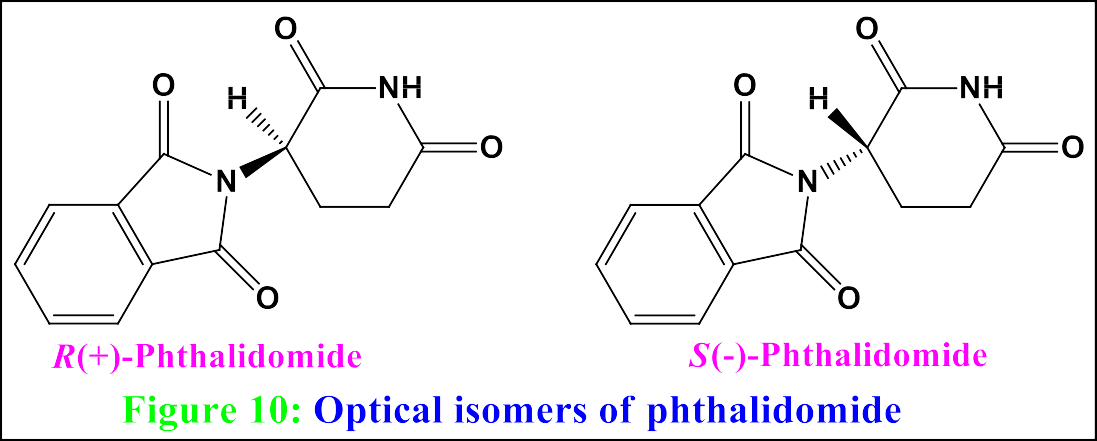 O O
O H NH O H NH
O O
N N
O O
R(+)-Phthalidomide S(-)-Phthalidomide
Figure 10: Optical isomers of phthalidomide